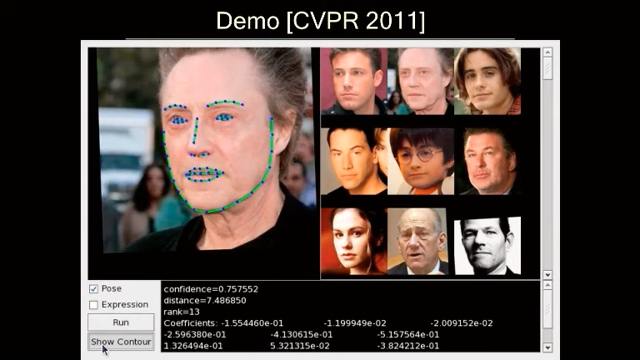 Demo [CVPR 2011]
Pose
Expression
Run
Show Contour
confidence=0.757552
distance=7.486850
rank=13
Coefficients: -1.554460e-01 -1.199949e-02 -2.009152e-02
-2.596380e-01 -4.130615e-01 -5.157564e-01
1.326494e-01 5.321315e-02 -3.824212e-01